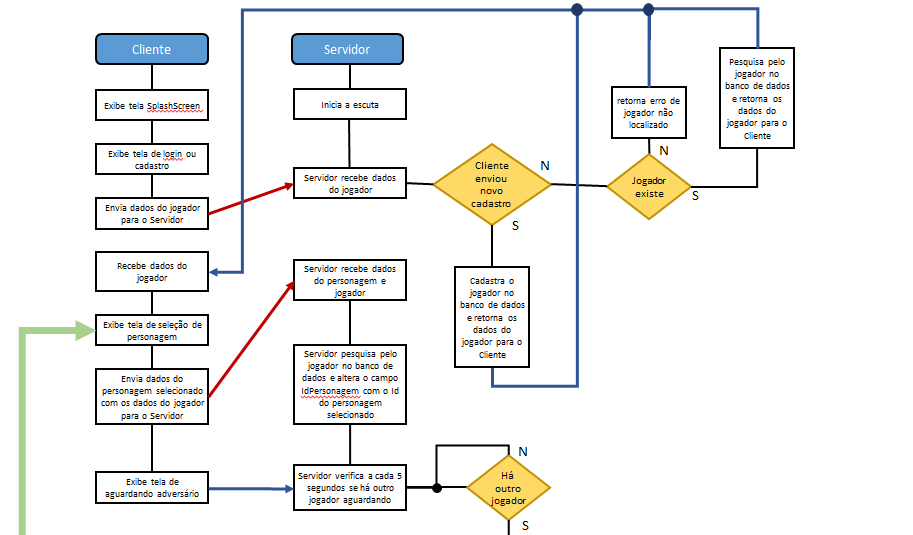 Cliente
Exibe tela SplashScreen
Exibe tela de login ou
cadastro
Envia dados do jogador
para o Servidor
Recebe dados do
jogador
Exibe tela de seleção de
personagem
Envia dados do
personagem selecionado
com os dados do jogador
para o Servidor
Exibe tela de
aguardando adversário
Servidor
Inicia a escuta
Servidor recebe dados
do jogador
Servidor recebe dados
do personagem e
jogador
Servidor pesquisa pelo
jogador no banco de
dados e altera o campo
IdPersonagem com o Id
do personagem
selecionado
Servidor verifica a cada 5
segundos se há outro
jogador aguardando
Cliente
enviou
novo
cadastro
N
S
Cadastra o
jogador no
banco de dados
e retorna os
dados do
jogador para o
Cliente
Há
outro
jogador
N
S
retorna erro de
jogador não
localizado
N
Jogador
existe
S
Pesquisa pelo
jogador no
banco de dados
e retorna os
dados do
jogador para o
Cliente